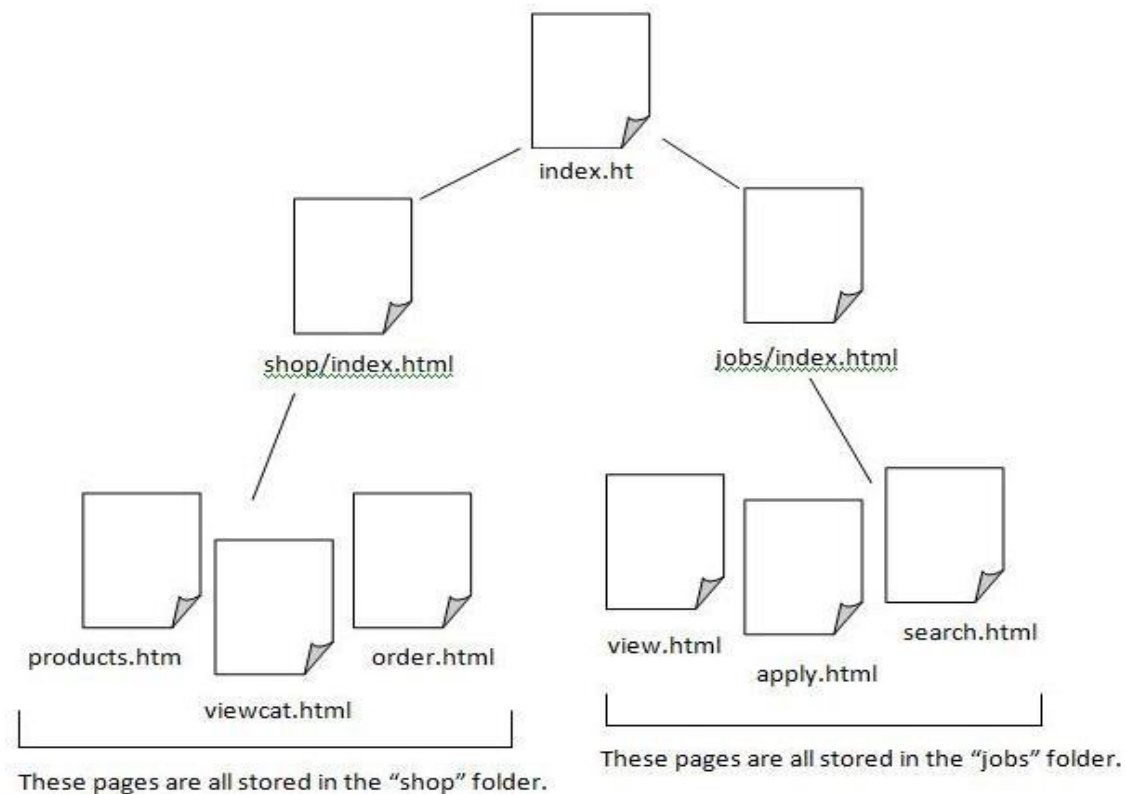 index.ht
shop/index.html
jobs/index.html
products.htm
viewcat.html
order.html
view.html
apply.html
search.html
These pages are all stored in the “shop” folder.
These pages are all stored in the “jobs” folder.